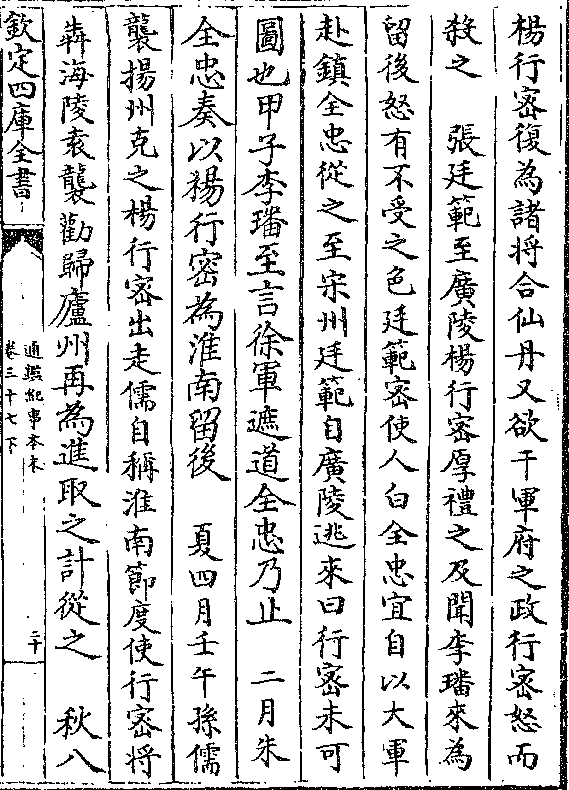 楊行密復為諸将合仙丹又欲干軍府之政行密怒而
殺之　張廷範至廣陵楊行密厚禮之及聞李璠來為
留後怒有不受之色廷範密使人白全忠宜自以大軍
赴鎮全忠從之至宋州廷範自廣陵逃來曰行密未可
圖也甲子李璠至言徐軍遮道全忠乃止　二月朱
全忠奏以楊行密為淮南留後　夏四月壬午孫儒
襲揚州克之楊行密出走儒自稱淮南節度使行密将
犇海陵袁襲勸歸廬州再為進取之計從之　秋八
欽定四庫全書
通鑑紀事本末
卷三十七下
二十